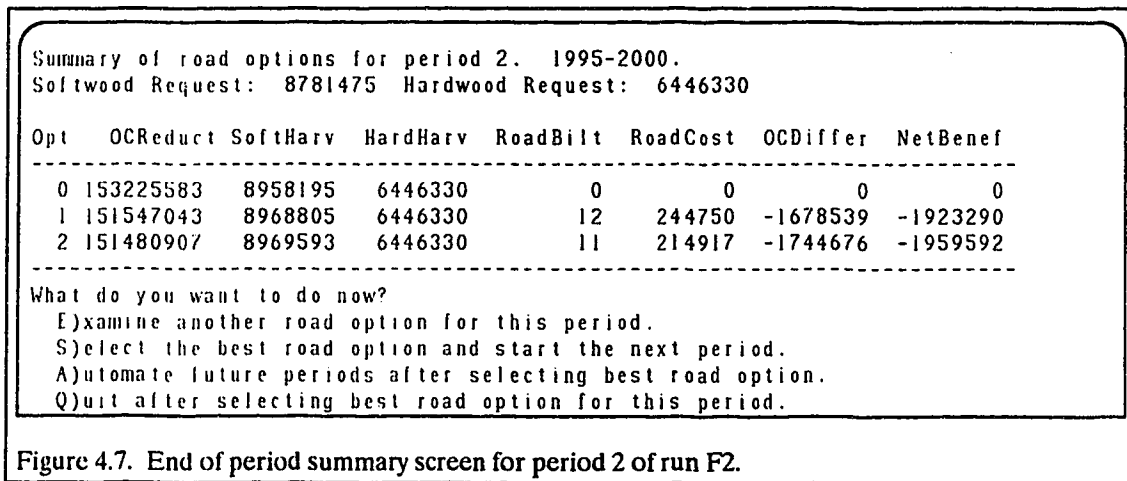 Summary of road options for period 2. 1995-2000.
Softwood Request: 8781475 Hardwood Request: 6446330
Opt OCReduct SoftHarv HardHarv RoadBilt RoadCost OCDiffer NetBenef
--------------------------------------------------------------------------------
0 153225583 8958195 6446330 0 0 0 0
1 151547043 8968805 6446330 12 244750 -1678539 -1923290
2 151480907 8969593 6446330 11 214917 -1744676 -1959592
--------------------------------------------------------------------------------
What do you want to do now?
E)xamine another road option for this period.
S)elect the best road option and start the next period.
A)utomate future periods after selecting best road option.
Q)uit after selecting best road option for this period.
Figure 4.7. End of period summary screen for period 2 of run F2.